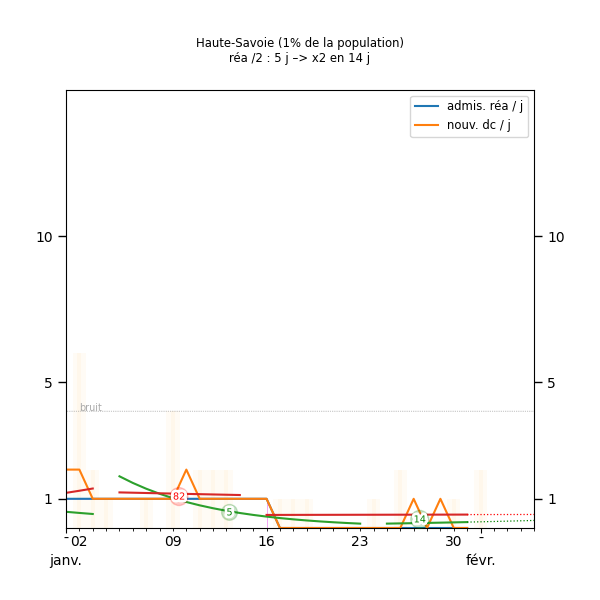 Haute-Savoie (1% de la population)
réa /2 : 5 j –> x2 en 14 j
admis. réa / j
nouv. dc / j
10
10
5
5
bruit
1
1
82
5
14
02
09
16
23
30
janv.
févr.